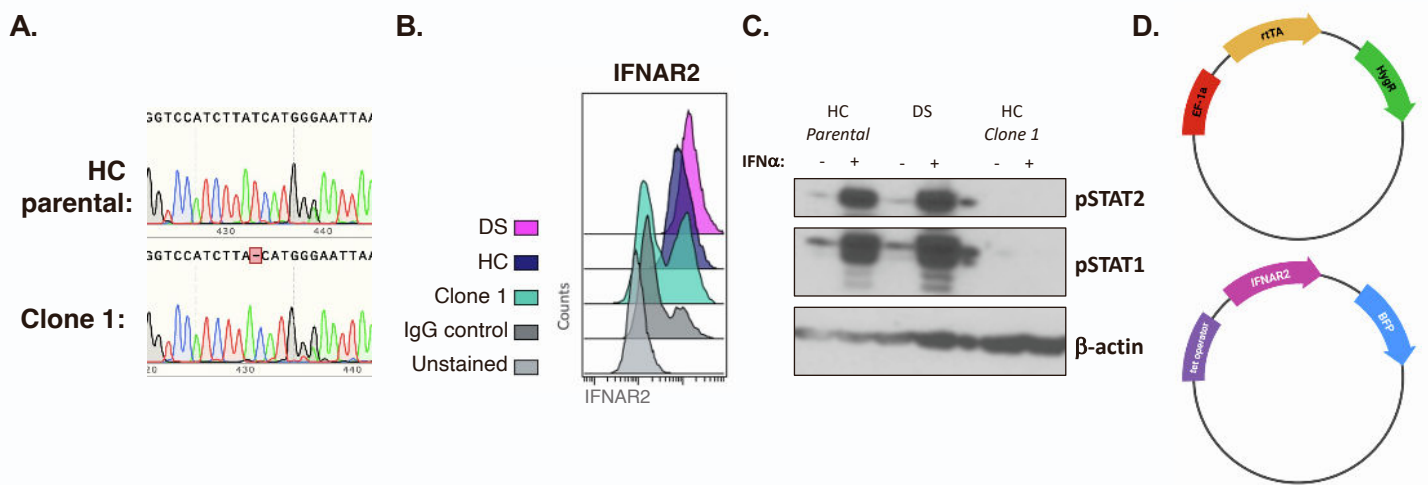 A.
B.
C.
D.
HC
parental:
GGTCCATCTTATCATGGGAATTAA
430
440
Clone 1:
GGTCCATCTTA-CATGGGAATTAA
20
430
440
IFNAR2
DS
HC
Clone 1
IgG control
Unstained
Counts
IFNAR2
HC
Parental
DS
HC
Clone 1
IFNα:
- + - + - +
pSTAT2
pSTAT1
β-actin
EF-1a
rtTA
HygR
tet operator
IFNAR2
BFP